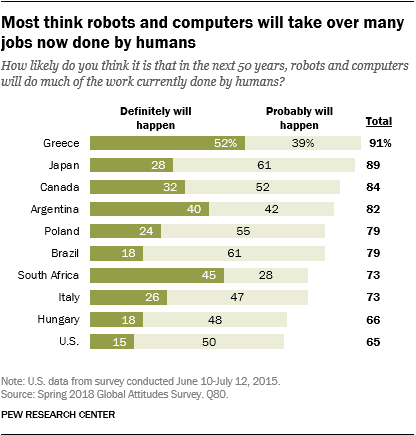 Most think robots and computers will take over many
jobs now done by humans
How likely do you think it is that in the next 50 years, robots and computers
will do much of the work currently done by humans?
Definitely will happen Probably will happen Total
Greece 52% 39% 91%
Japan 28 61 89
Canada 32 52 84
Argentina 40 42 82
Poland 24 55 79
Brazil 18 61 79
South Africa 45 28 73
Italy 26 47 73
Hungary 18 48 66
U.S. 15 50 65
Note: U.S. data from survey conducted June 10-July 12, 2015.
Source: Spring 2018 Global Attitudes Survey. Q80.
PEW RESEARCH CENTER